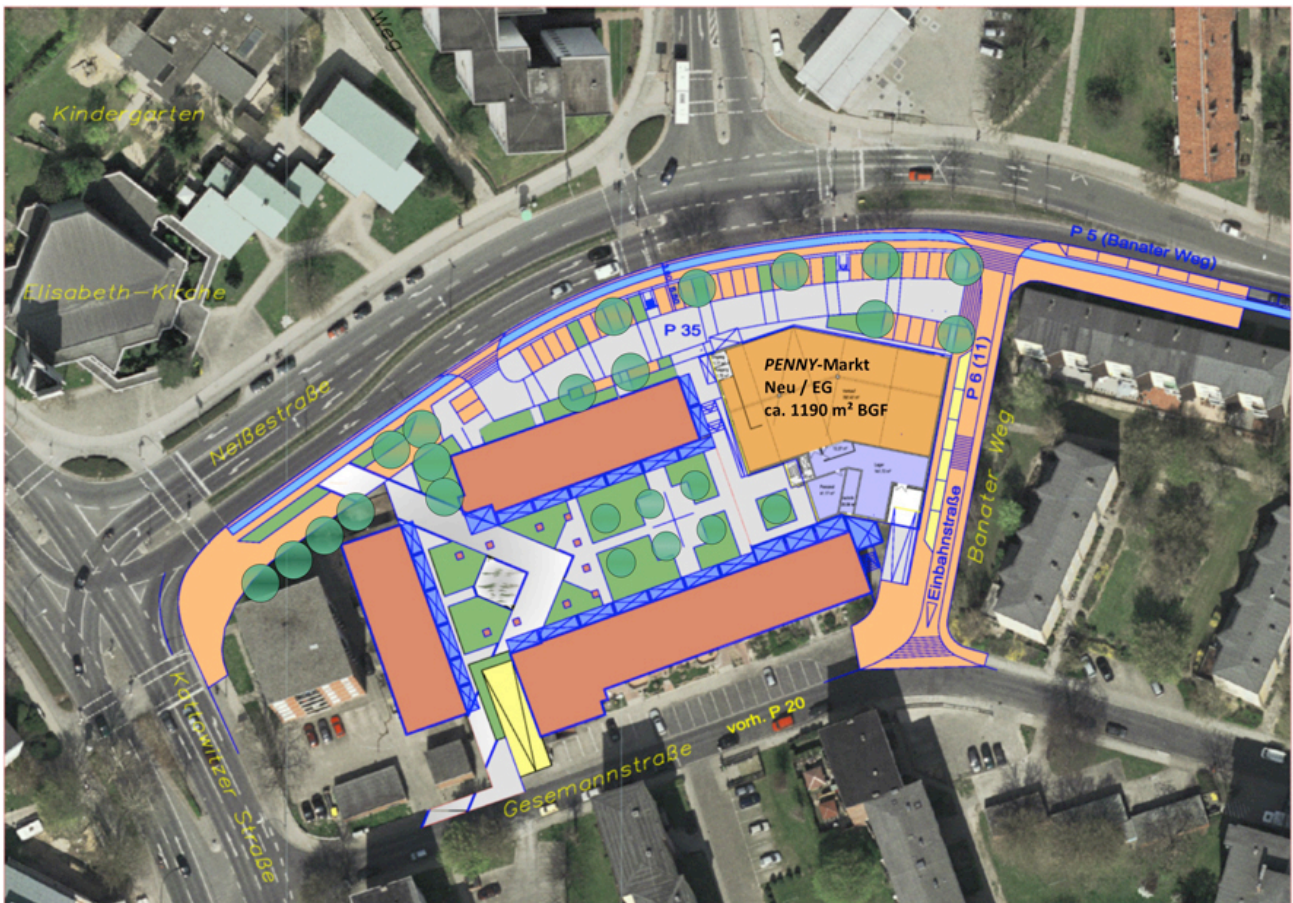 Weg
Kindergarten
Elisabeth-Kirche
P 5 (Banater Weg)
P 35
PENNY-Markt
Neu / EG
ca. 1190 m² BGF
P 6 (11)
Neißestraße
Banater Weg
Einbahnstraße
Kattowitzer Straße
vorh. P 20
Gesemannstraße